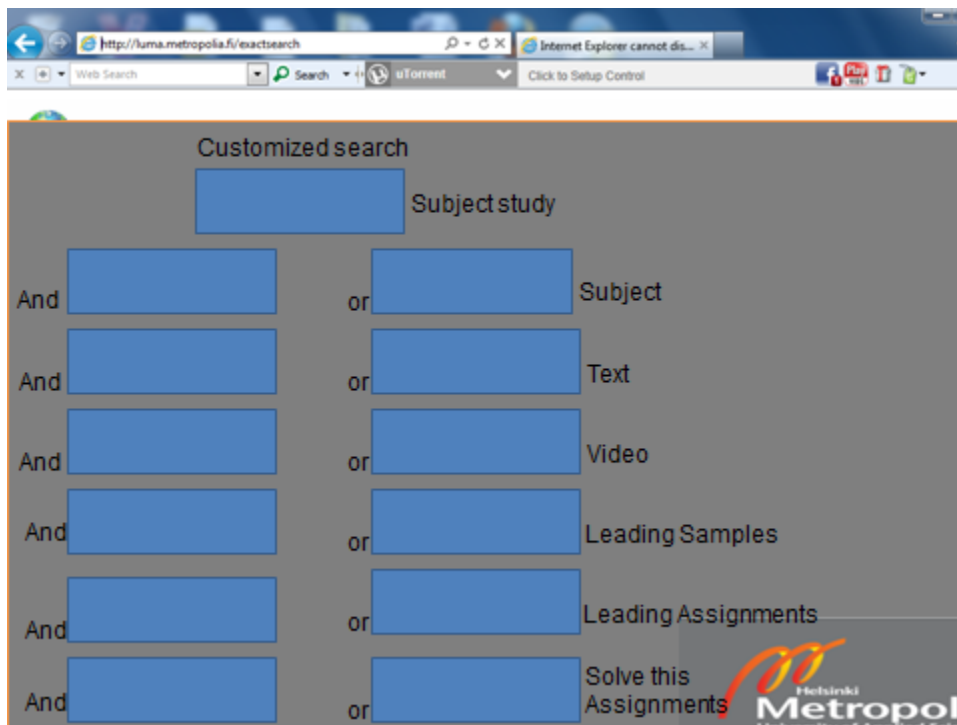 http://luma.metropolia.fi/exactsearch
Internet Explorer cannot dis...
X
Web Search
Search
uTorrent
Click to Setup Control
Customized search
Subject study
And
or
Subject
And
or
Text
And
or
Video
And
or
Leading Samples
And
or
Leading Assignments
And
or
Solve this
Assignments
Helsinki
Metropol